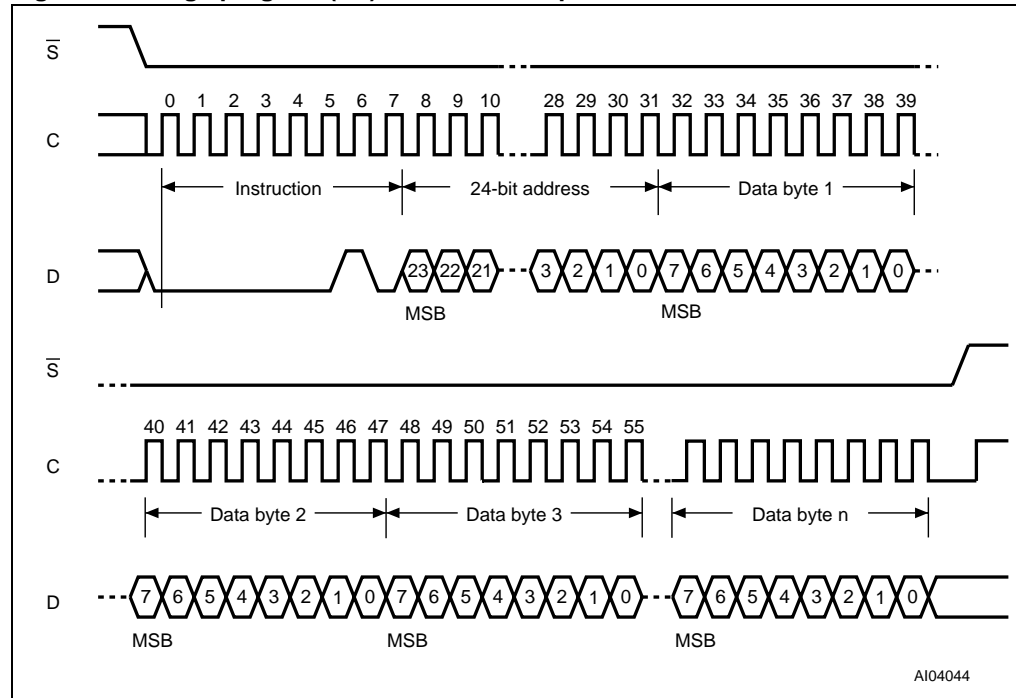 S
0 1 2 3 4 5 6 7 8 9 10 28 29 30 31 32 33 34 35 36 37 38 39
C
Instruction 24-bit address Data byte 1
D 23 22 21 3 2 1 0 7 6 5 4 3 2 1 0
MSB MSB
S
40 41 42 43 44 45 46 47 48 49 50 51 52 53 54 55
C
Data byte 2 Data byte 3 Data byte n
D 7 6 5 4 3 2 1 0 7 6 5 4 3 2 1 0 7 6 5 4 3 2 1 0
MSB MSB MSB
AI04044